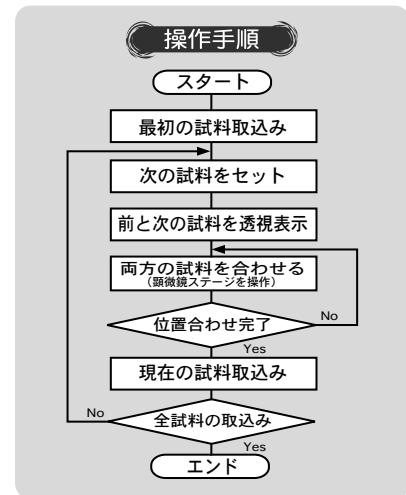 操作手順
スタート
最初の試料取込み
次の試料をセット
前と次の試料を透視表示
両方の試料を合わせる
(顕微鏡ステージを操作)
位置合わせ完了
No
Yes
現在の試料取込み
No
全試料の取込み
Yes
エンド